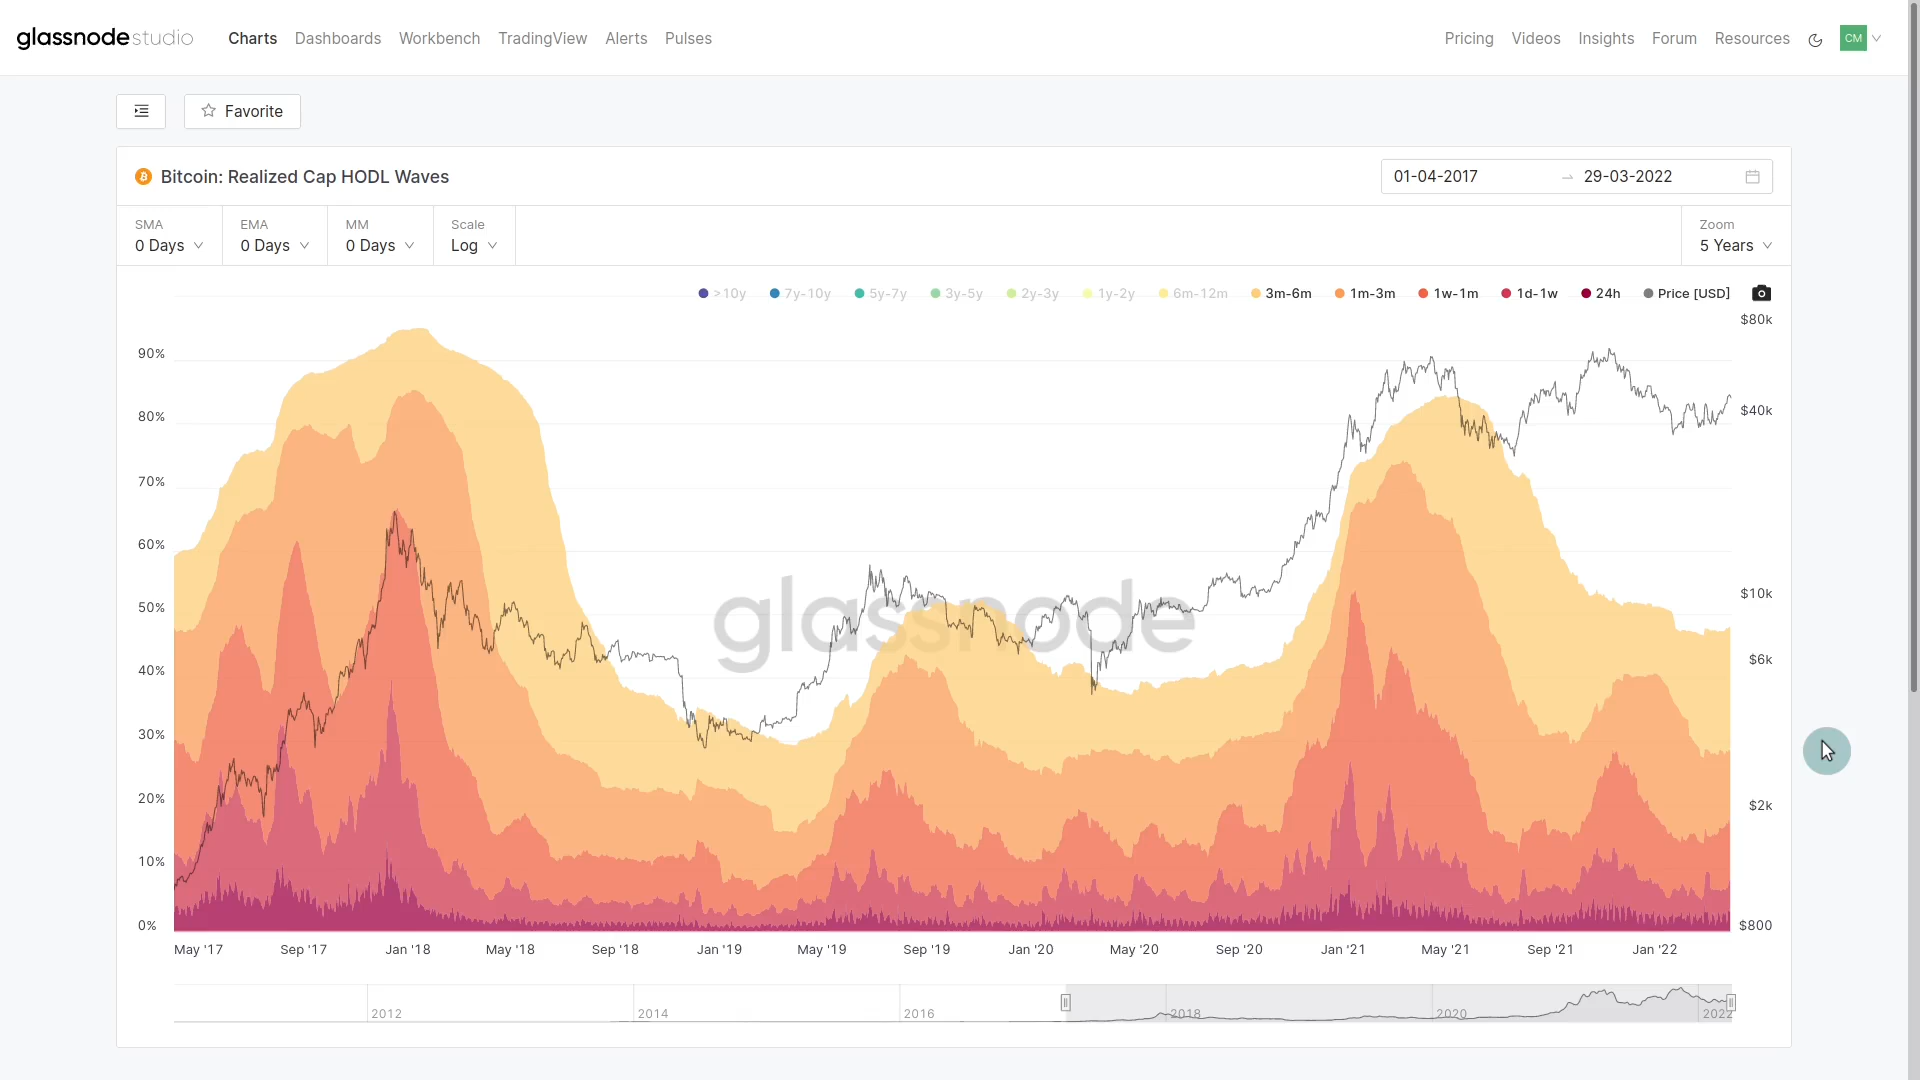 glassnodestudio Charts Dashboards Workbench TradingView Alerts Pulses Pricing Videos Insights Forum Resources CM
Favorite
Bitcoin: Realized Cap HODL Waves 01-04-2017 → 29-03-2022
SMA EMA MM Scale Zoom
0 Days 0 Days 0 Days Log 5 Years
>10y 7y-10y 5y-7y 3y-5y 2y-3y 1y-2y 6m-12m 3m-6m 1m-3m 1w-1m 1d-1w 24h Price [USD]
$80k
90%
$40k
80%
70%
60%
$10k
50%
glassnode
$6k
40%
30%
20%
$2k
10%
0%
$800
May '17 Sep '17 Jan '18 May '18 Sep '18 Jan '19 May '19 Sep '19 Jan '20 May '20 Sep '20 Jan '21 May '21 Sep '21 Jan '22
2012 2014 2016 2018 2020 2022